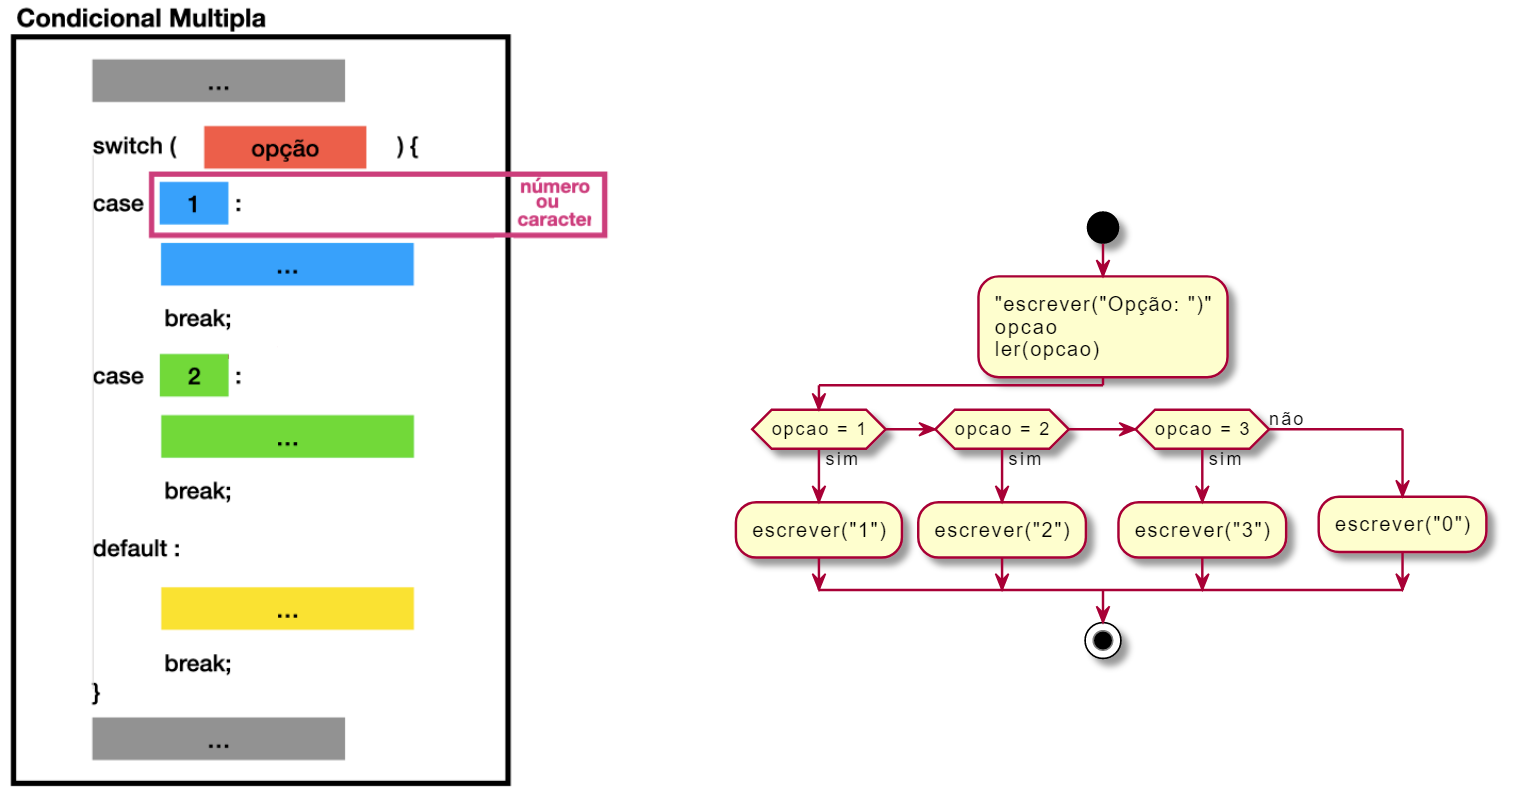 Condicional Multipla
...
switch ( opção ) {
case 1 :
número
ou
caracter
...
break;
case 2 :
...
break;
default :
...
break;
}
...
"escrever("Opção: ")"
opcao
ler(opcao)
opcao = 1
opcao = 2
opcao = 3
não
sim
sim
sim
escrever("1")
escrever("2")
escrever("3")
escrever("0")